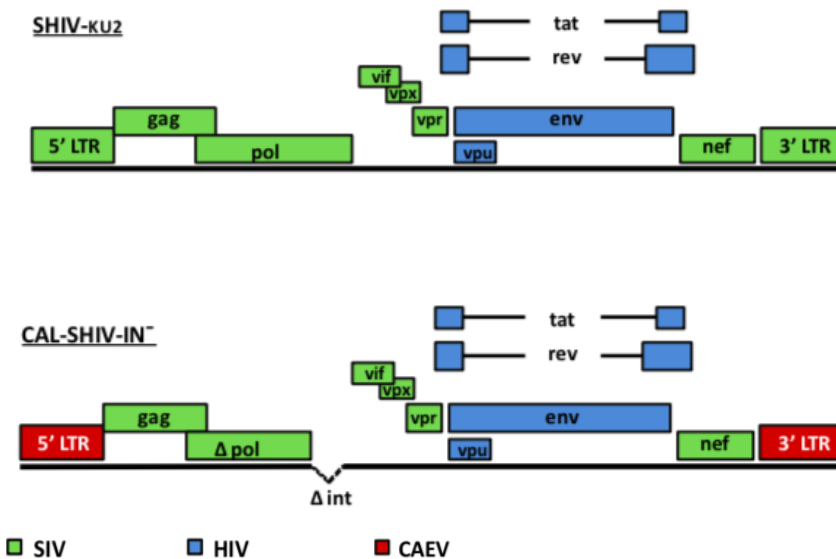 SHIV-KU2
tat
rev
vif
vpx
gag
vpr
env
5' LTR
pol
vpu
nef
3' LTR
CAL-SHIV-IN⁻
tat
rev
vif
vpx
gag
vpr
env
5' LTR
Δ pol
vpu
nef
3' LTR
Δ int
SIV
HIV
CAEV